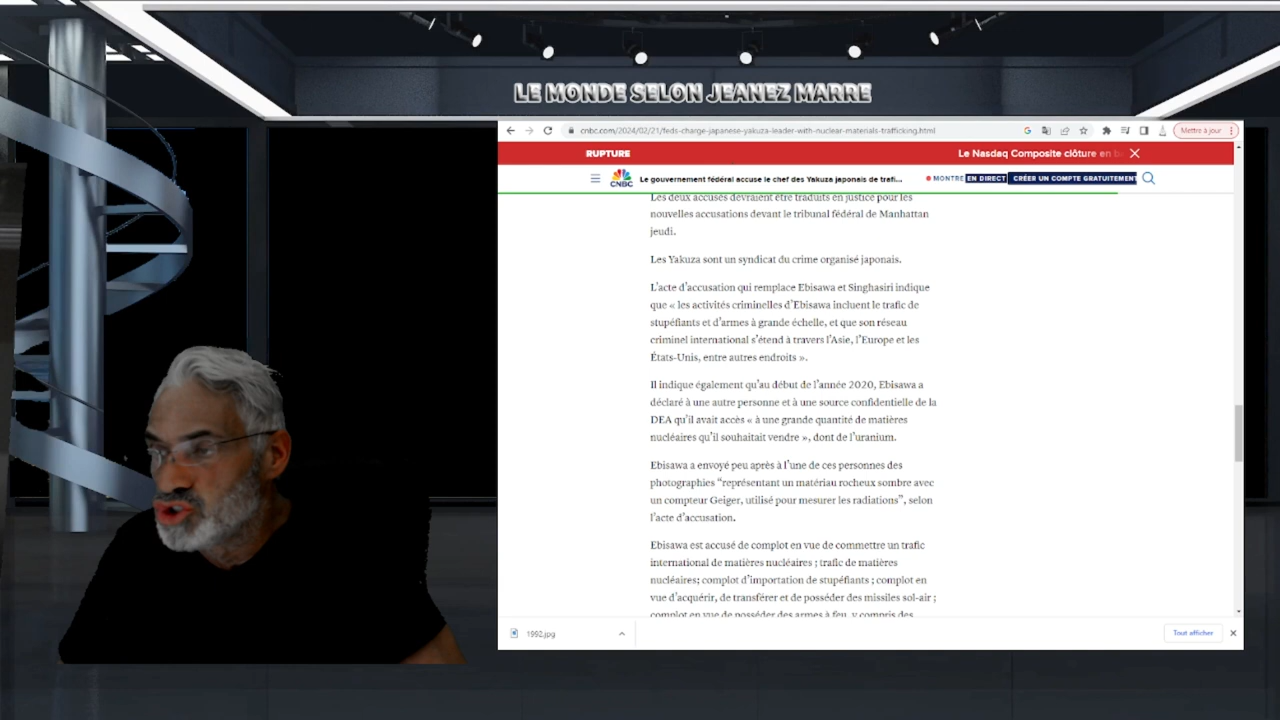 LE MONDE SELON JEANEZ MARRE
cnbc.com/2024/02/21/feds-charge-japanese-yakuza-leader-with-nuclear-materials-trafficking.html
Mettre à jour
RUPTURE
Le Nasdaq Composite clôture en
CNBC
Le gouvernement fédéral accuse le chef des Yakuza japonais de trafi...
MONTRE EN DIRECT
CRÉER UN COMPTE GRATUITEMENT
Les deux accusés devraient être traduits en justice pour les
nouvelles accusations devant le tribunal fédéral de Manhattan
jeudi.
Les Yakuza sont un syndicat du crime organisé japonais.
L'acte d'accusation qui remplace Ebisawa et Singhasiri indique
que « les activités criminelles d'Ebisawa incluent le trafic de
stupéfiants et d'armes à grande échelle, et que son réseau
criminel international s'étend à travers l'Asie, l'Europe et les
États-Unis, entre autres endroits ».
Il indique également qu'au début de l'année 2020, Ebisawa a
déclaré à une autre personne et à une source confidentielle de la
DEA qu'il avait accès « à une grande quantité de matières
nucléaires qu'il souhaitait vendre », dont de l'uranium.
Ebisawa a envoyé peu après à l'une de ces personnes des
photographies “représentant un matériau rocheux sombre avec
un compteur Geiger, utilisé pour mesurer les radiations”, selon
l'acte d'accusation.
Ebisawa est accusé de complot en vue de commettre un trafic
international de matières nucléaires ; trafic de matières
nucléaires; complot d'importation de stupéfiants ; complot en
vue d'acquérir, de transférer et de posséder des missiles sol-air ;
complot en vue de posséder des armes à feu, y compris des
1992.jpg
Tout afficher